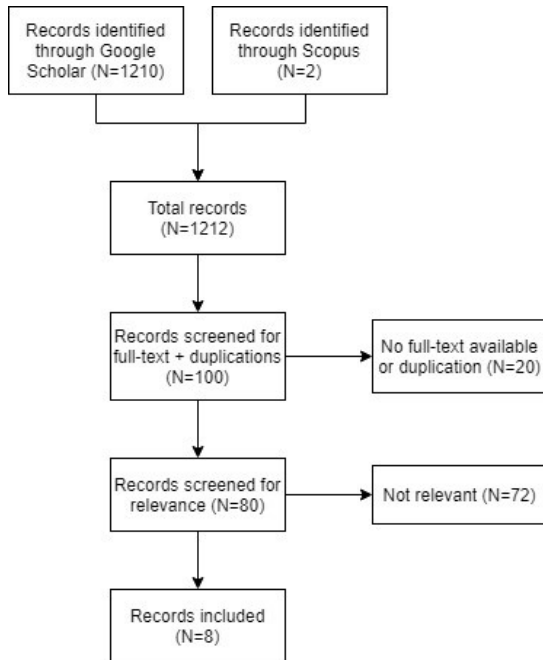 Records identified
through Google
Scholar (N=1210)
Records identified
through Scopus
(N=2)
Total records
(N=1212)
Records screened for
full-text + duplications
(N=100)
No full-text available
or duplication (N=20)
Records screened for
relevance (N=80)
Not relevant (N=72)
Records included
(N=8)